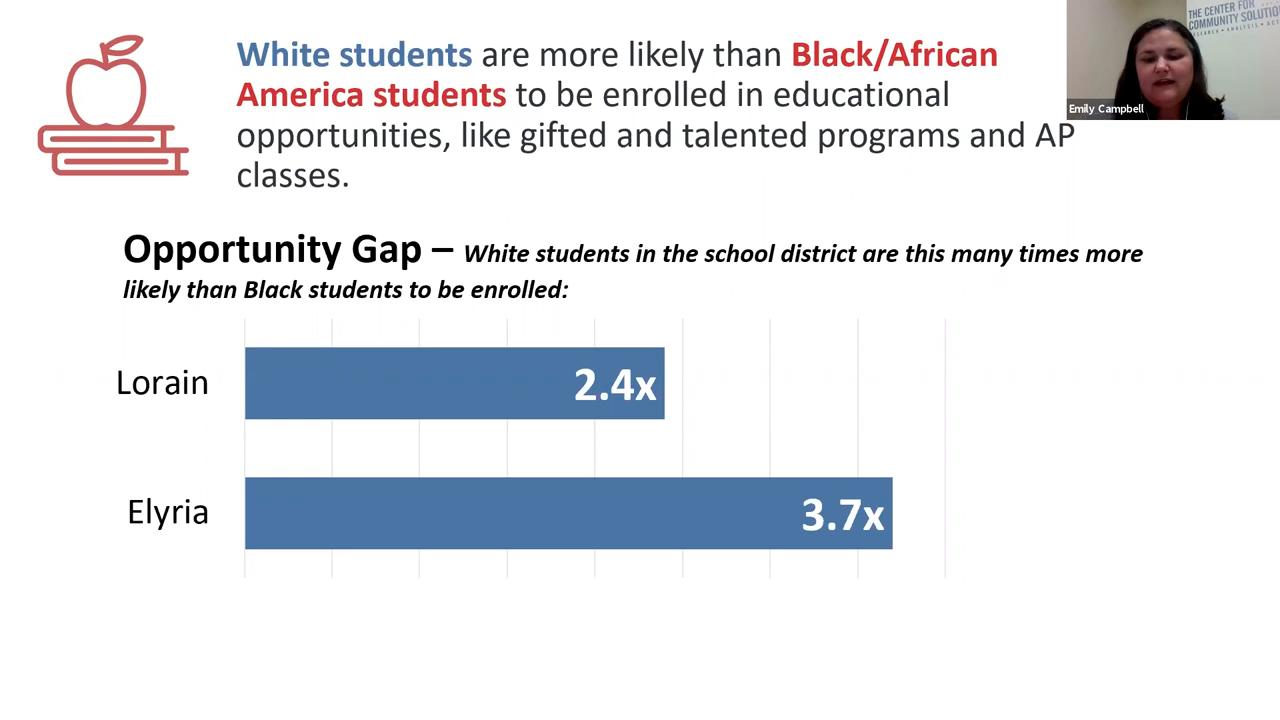 White students are more likely than Black/African
America students to be enrolled in educational
opportunities, like gifted and talented programs and AP
classes.
THE CENTER FOR
COMMUNITY SOLUTIO
Emily Campbell
Opportunity Gap – White students in the school district are this many times more
likely than Black students to be enrolled:
Lorain
2.4x
Elyria
3.7x